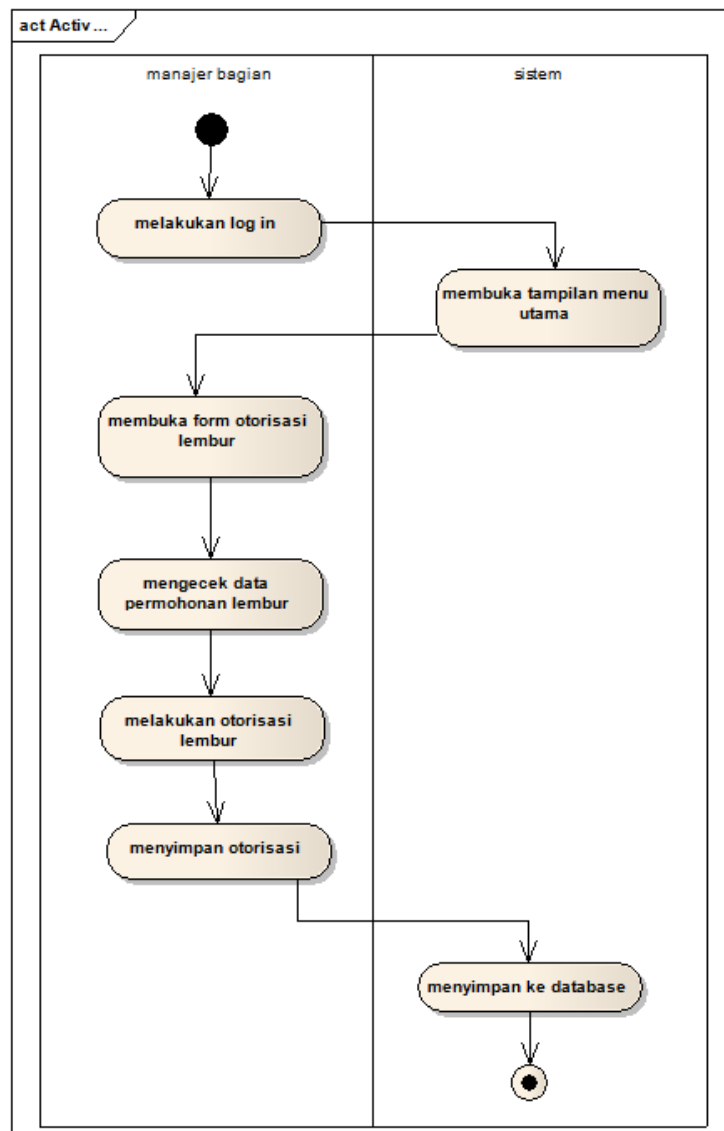 act Activ...
manajer bagian
sistem
melakukan log in
membuka tampilan menu
utama
membuka form otorisasi
lembur
mengecek data
permohonan lembur
melakukan otorisasi
lembur
menyimpan otorisasi
menyimpan ke database